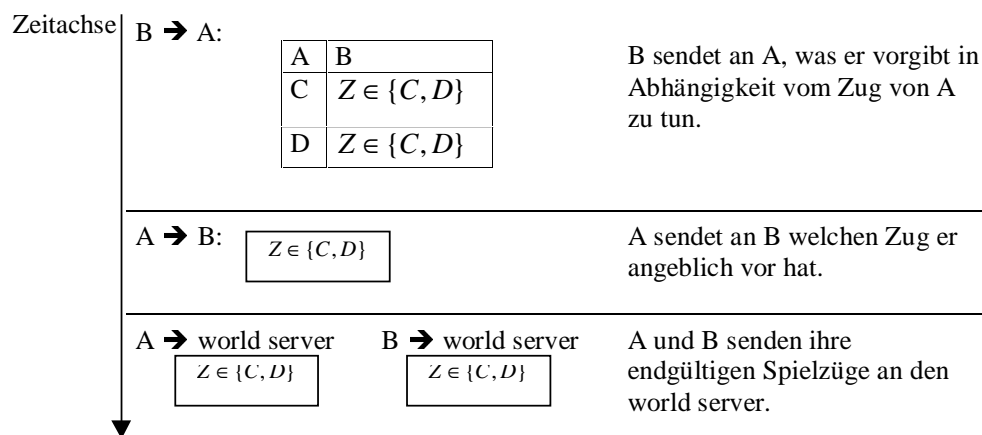 Zeitachse
B ➔ A:
A B
C Z ∈ {C, D}
D Z ∈ {C, D}
B sendet an A, was er vorgibt in
Abhängigkeit vom Zug von A
zu tun.
A ➔ B:
Z ∈ {C, D}
A sendet an B welchen Zug er
angeblich vor hat.
A ➔ world server
Z ∈ {C, D}
B ➔ world server
Z ∈ {C, D}
A und B senden ihre
endgültigen Spielzüge an den
world server.